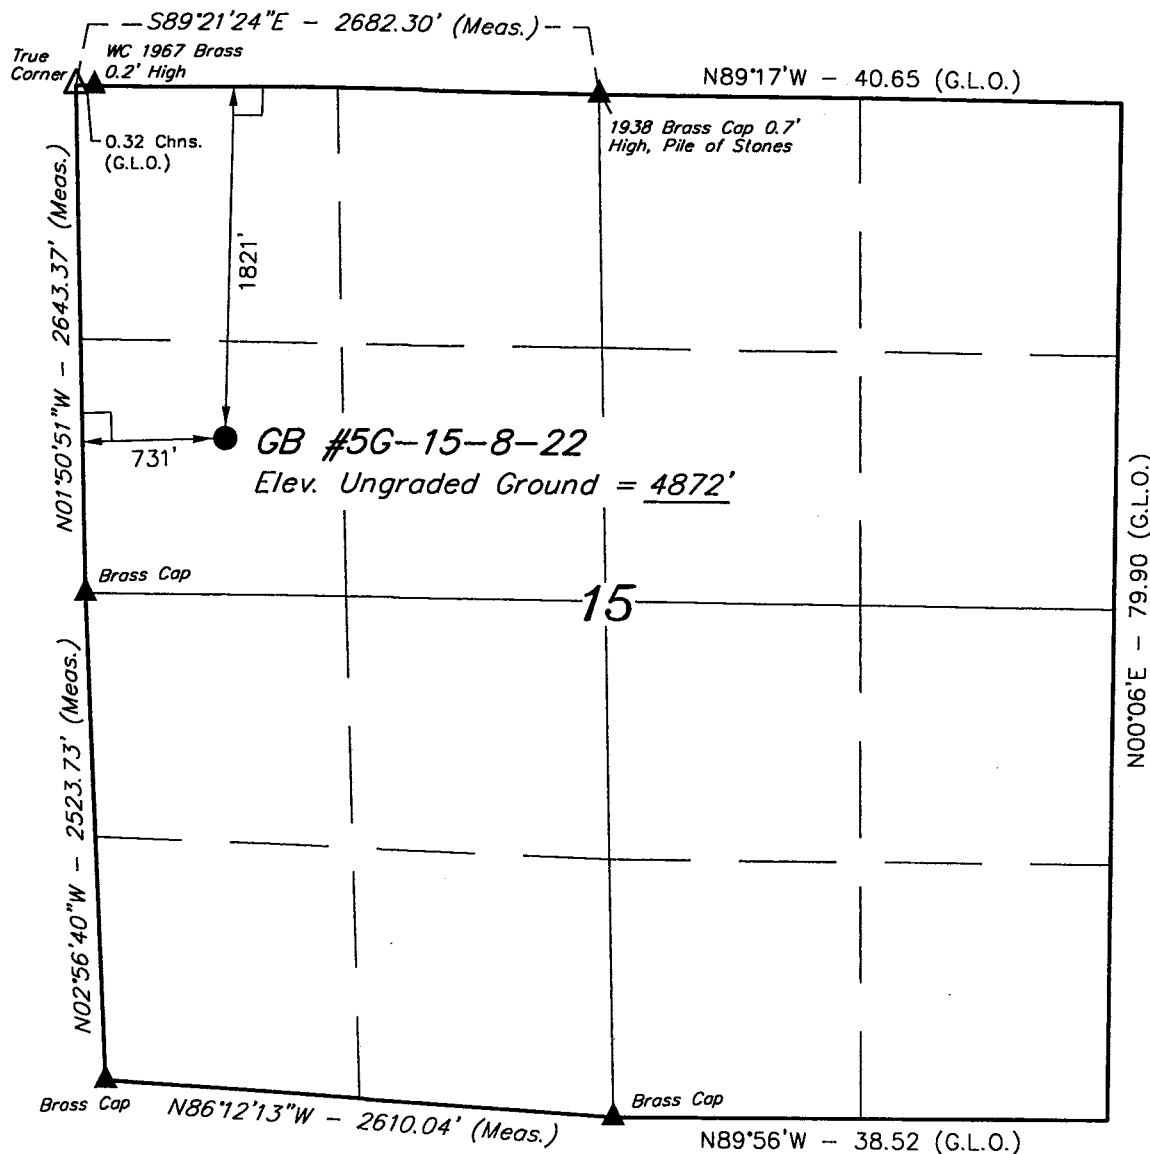 S89°21'24"E - 2682.30' (Meas.)
True
Corner
WC 1967 Brass
0.2' High
N89°17'W - 40.65 (G.L.O.)
0.32 Chns.
(G.L.O.)
1938 Brass Cap 0.7'
High, Pile of Stones
N01°50'51"W - 2643.37' (Meas.)
1821'
731'
GB #5G-15-8-22
Elev. Ungraded Ground = 4872'
Brass Cap
15
N00°06'E - 79.90 (G.L.O.)
N02°56'40"W - 2523.73' (Meas.)
Brass Cap
N86°12'13"W - 2610.04' (Meas.)
Brass Cap
N89°56'W - 38.52 (G.L.O.)